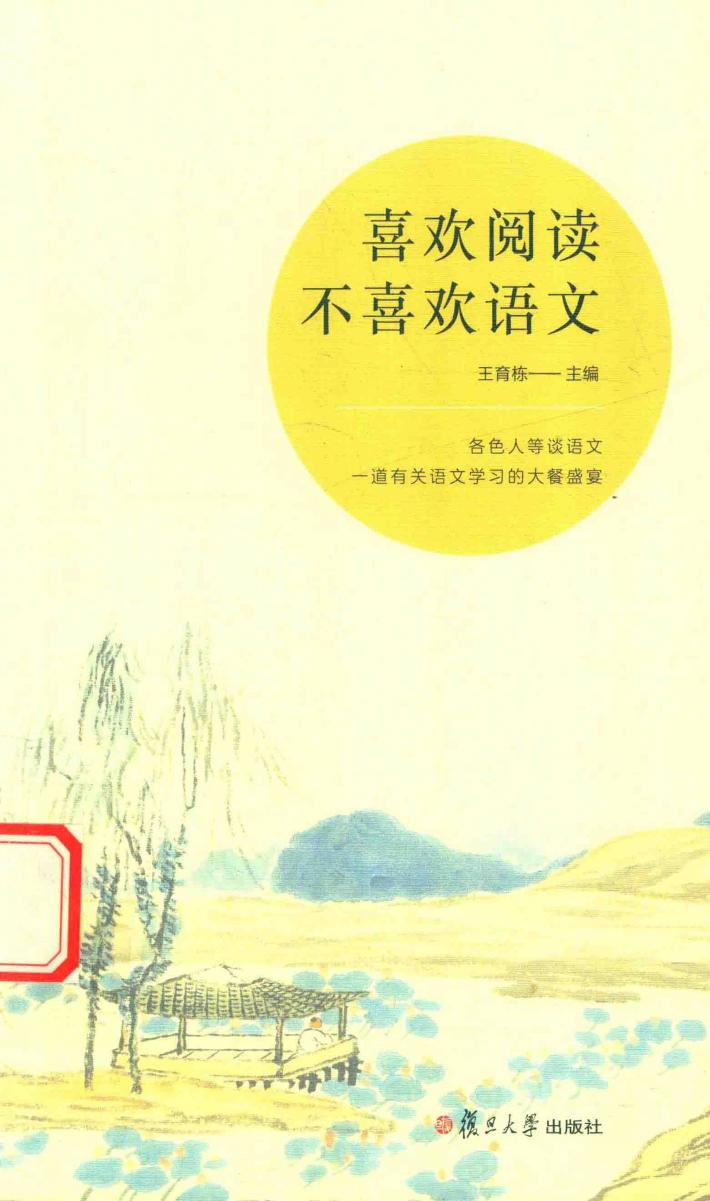 喜欢阅读
不喜欢语文
王育栋——主编
各色人等谈语文
一道有关语文学习的大餐盛宴
復旦大學出版社